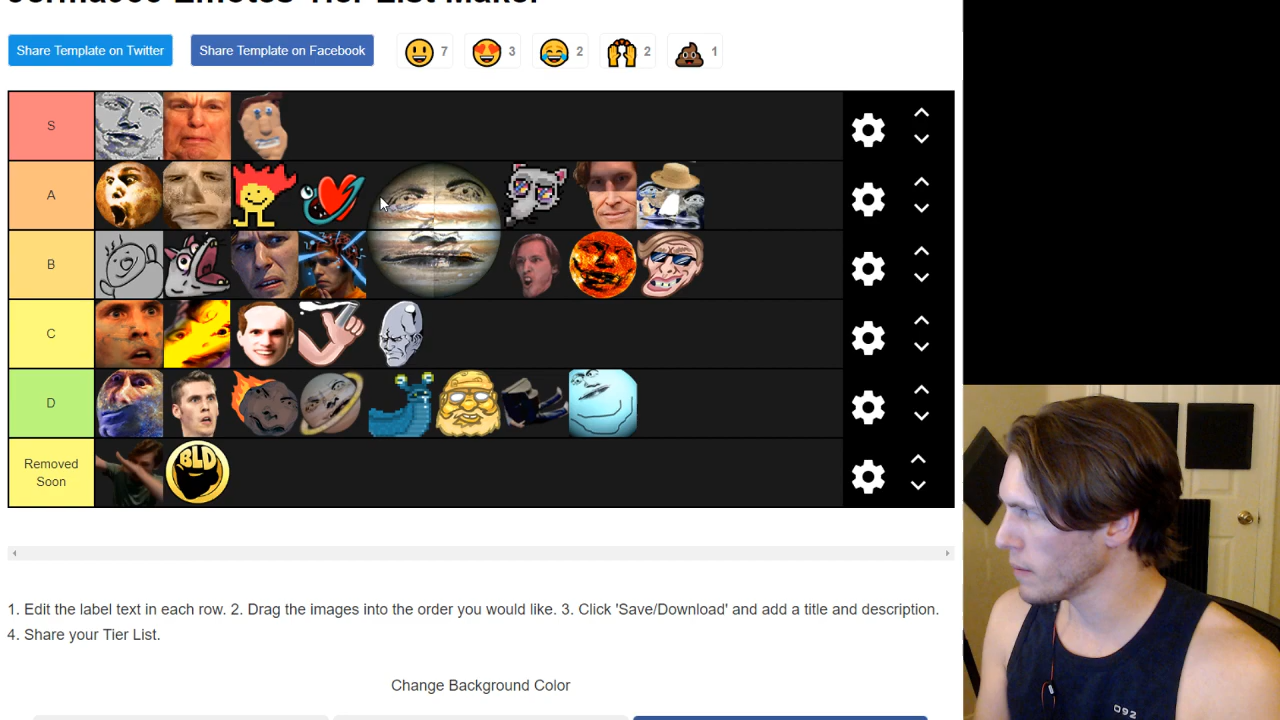 Share Template on Twitter
Share Template on Facebook
7
3
2
2
1
S
A
B
C
D
Removed
Soon
BLD
1. Edit the label text in each row. 2. Drag the images into the order you would like. 3. Click 'Save/Download' and add a title and description.
4. Share your Tier List.
Change Background Color
092